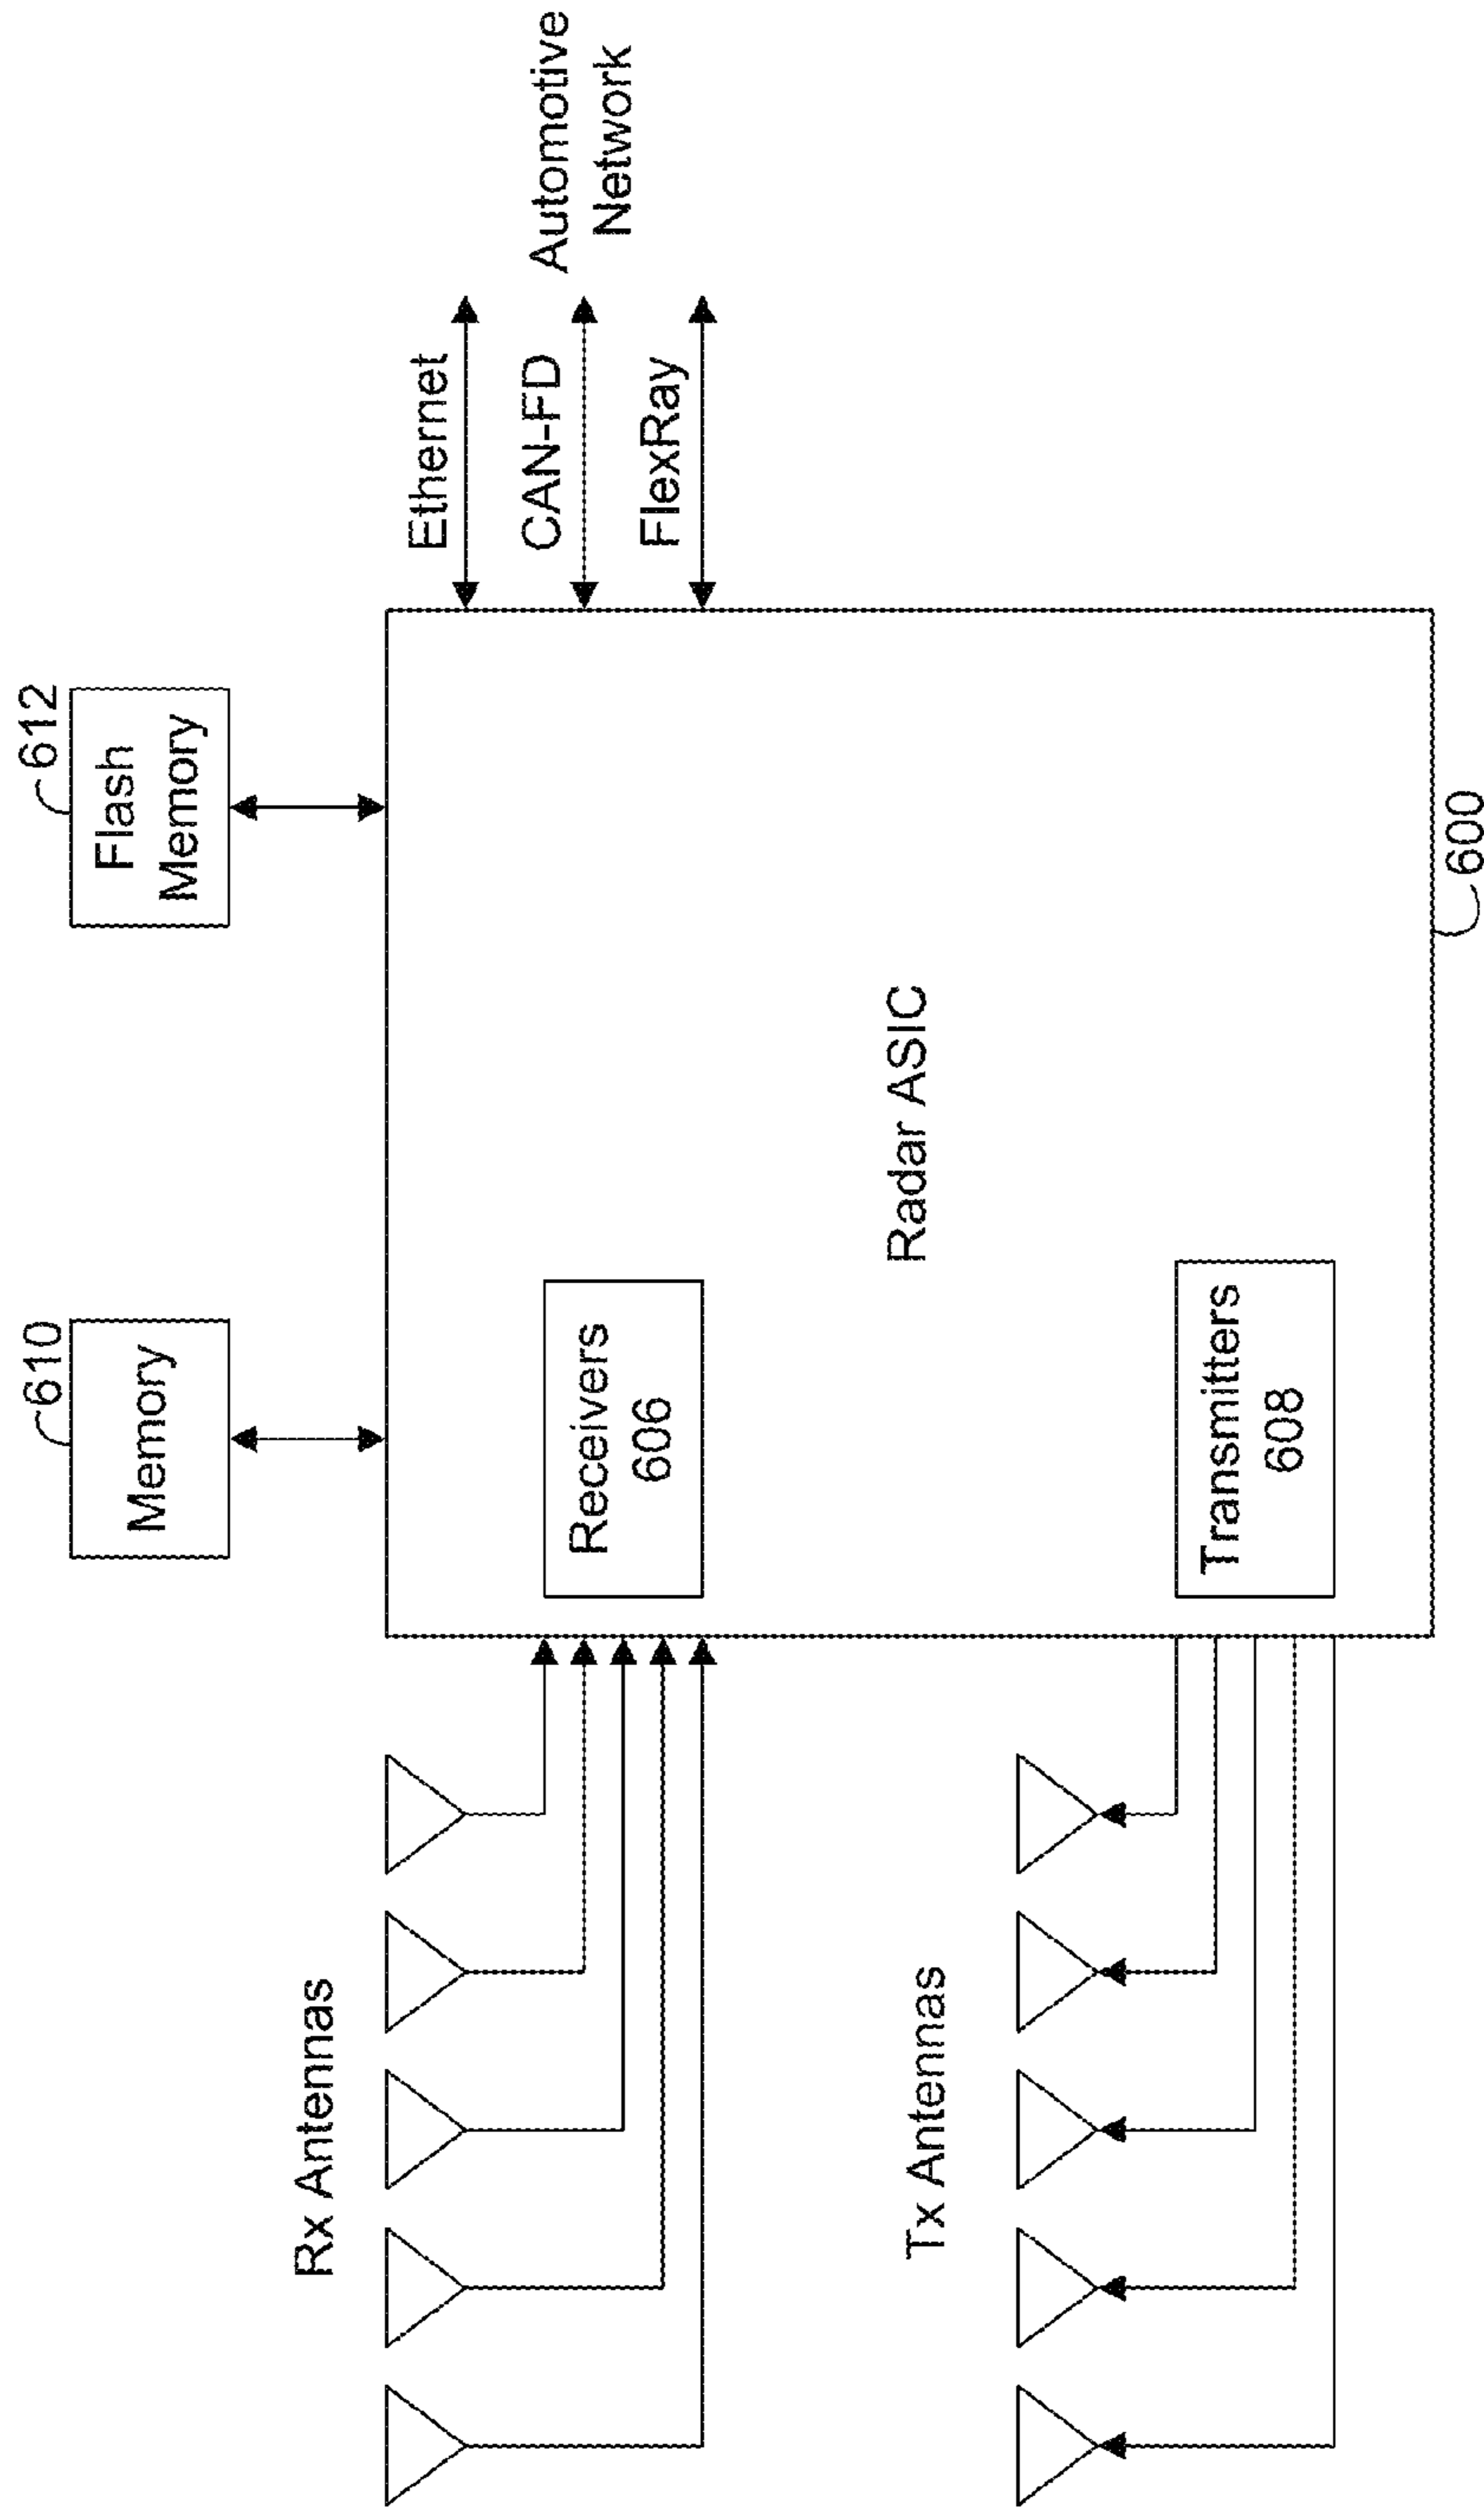 610
Memory
612
Flash
Memory
Rx Antennas
Receivers
606
Ethernet
CAN-FD
FlexRay
Automotive
Network
Radar ASIC
Tx Antennas
Transmitters
608
600